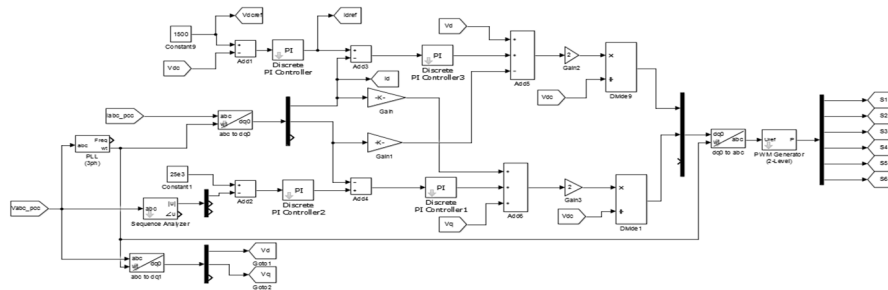 Vdcref
Idref
1500
Constant9
Vdc
Add1
PI
Discrete
PI Controller
Add3
PI
Discrete
PI Controller3
Vd
Add5
2
Gain2
Vdc
Divide9
Id
-K-
Gain
-K-
Gain1
Iabc_pcc
abc
dq0
abc to dq0
abc
Freq
wt
PLL
(3ph)
25e3
Constant1
Add2
PI
Discrete
PI Controller2
Add4
PI
Discrete
PI Controller1
Vq
Add6
2
Gain3
Vdc
Divide1
Vabc_pcc
abc
|u|
∠u
Sequence Analyzer
abc
dq0
abc to dq1
Vd
Goto1
Vq
Goto2
dq0
abc
dq0 to abc
Uref
P
PWM Generator
(2-Level)
S1
S2
S3
S4
S5
S6